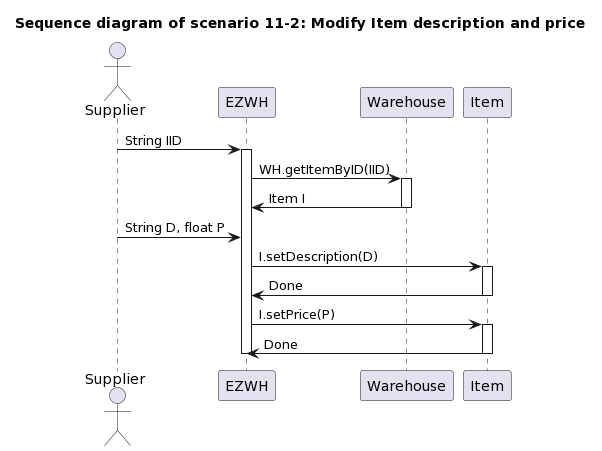 Sequence diagram of scenario 11-2: Modify Item description and price
Supplier
EZWH
Warehouse
Item
String IID
WH.getItemByID(IID)
Item I
String D, float P
I.setDescription(D)
Done
I.setPrice(P)
Done
Supplier
EZWH
Warehouse
Item